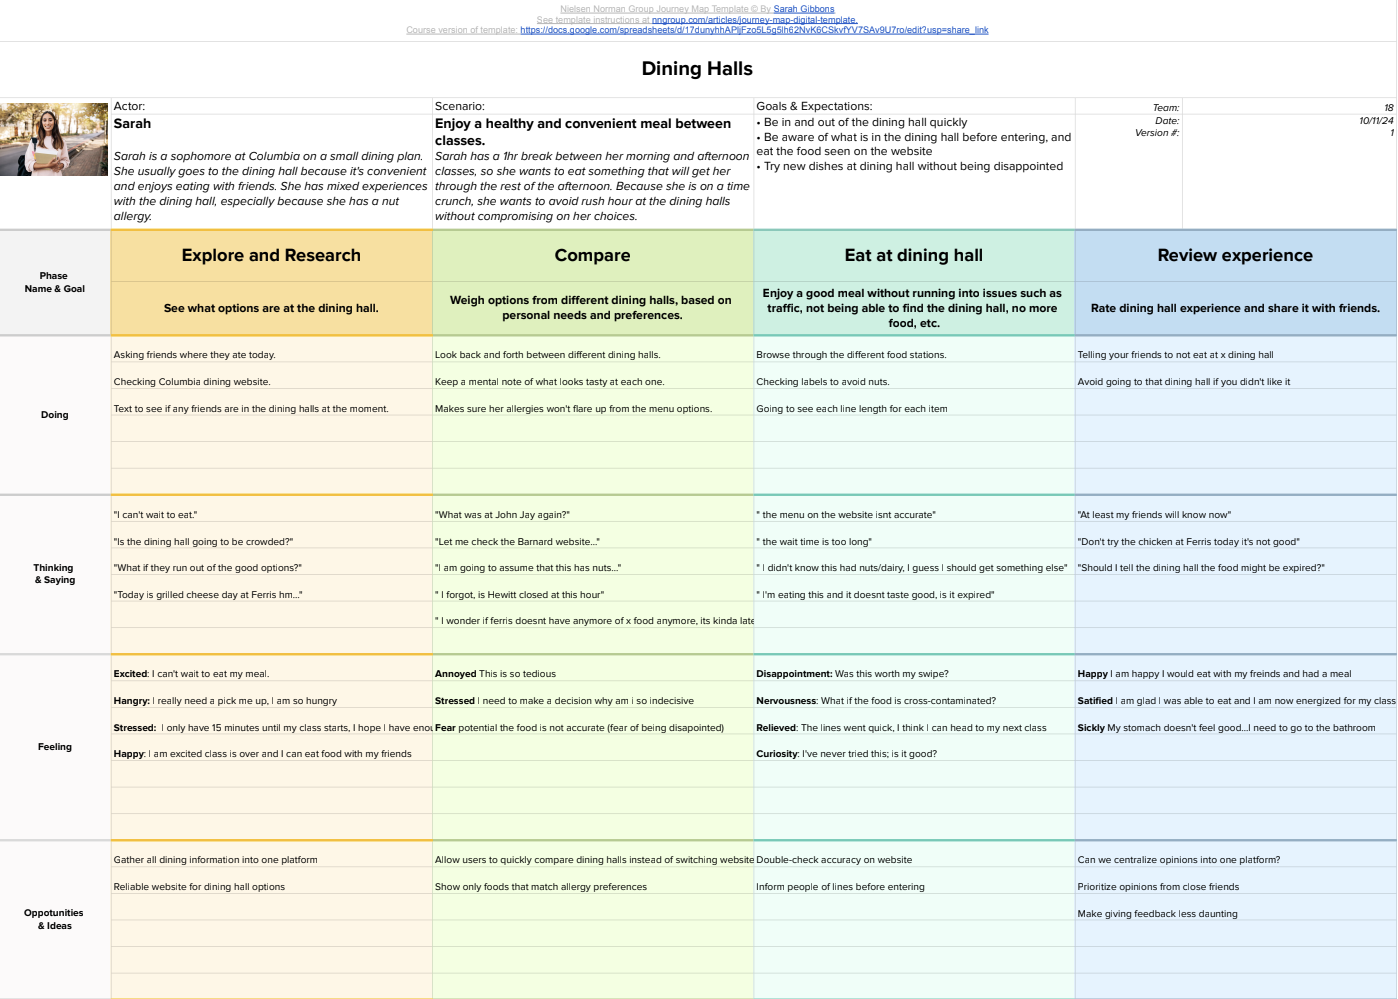 Nielsen Norman Group Journey Map Template © By Sarah Gibbons
See template instructions at nngroup.com/articles/journey-map-digital-template.
Course version of template: https://docs.google.com/spreadsheets/d/17dunyhhAPljFzo5L5g5lh62NvK6CSkvfYV7SAv9U7ro/edit?usp=share_link
Dining Halls
Actor:
Sarah
Sarah is a sophomore at Columbia on a small dining plan.
She usually goes to the dining hall because it's convenient
and enjoys eating with friends. She has mixed experiences
with the dining hall, especially because she has a nut
allergy.
Scenario:
Enjoy a healthy and convenient meal between
classes.
Sarah has a 1hr break between her morning and afternoon
classes, so she wants to eat something that will get her
through the rest of the afternoon. Because she is on a time
crunch, she wants to avoid rush hour at the dining halls
without compromising on her choices.
Goals & Expectations:
• Be in and out of the dining hall quickly
• Be aware of what is in the dining hall before entering, and
eat the food seen on the website
• Try new dishes at dining hall without being disappointed
Team: 18
Date: 10/11/24
Version #: 1
Phase
Name & Goal
Explore and Research
Compare
Eat at dining hall
Review experience
See what options are at the dining hall.
Weigh options from different dining halls, based on
personal needs and preferences.
Enjoy a good meal without running into issues such as
traffic, not being able to find the dining hall, no more
food, etc.
Rate dining hall experience and share it with friends.
Doing
Asking friends where they ate today.
Checking Columbia dining website.
Text to see if any friends are in the dining halls at the moment.
Look back and forth between different dining halls.
Keep a mental note of what looks tasty at each one.
Makes sure her allergies won't flare up from the menu options.
Browse through the different food stations.
Checking labels to avoid nuts.
Going to see each line length for each item
Telling your friends to not eat at x dining hall
Avoid going to that dining hall if you didn't like it
Thinking
& Saying
"I can't wait to eat."
"Is the dining hall going to be crowded?"
"What if they run out of the good options?"
"Today is grilled cheese day at Ferris hm..."
"What was at John Jay again?"
"Let me check the Barnard website..."
"I am going to assume that this has nuts..."
" I forgot, is Hewitt closed at this hour"
" I wonder if ferris doesnt have anymore of x food anymore, its kinda late
" the menu on the website isnt accurate"
" the wait time is too long"
" I didn't know this had nuts/dairy, I guess I should get something else"
" I'm eating this and it doesnt taste good, is it expired"
"At least my friends will know now"
"Don't try the chicken at Ferris today it's not good"
"Should I tell the dining hall the food might be expired?"
Feeling
Excited: I can't wait to eat my meal.
Hangry: I really need a pick me up, I am so hungry
Stressed: I only have 15 minutes until my class starts, I hope I have enou
Happy: I am excited class is over and I can eat food with my friends
Annoyed This is so tedious
Stressed I need to make a decision why am i so indecisive
Fear potential the food is not accurate (fear of being disapointed)
Disappointment: Was this worth my swipe?
Nervousness: What if the food is cross-contaminated?
Relieved: The lines went quick, I think I can head to my next class
Curiosity: I've never tried this; is it good?
Happy I am happy I would eat with my freinds and had a meal
Satified I am glad I was able to eat and I am now energized for my class
Sickly My stomach doesn't feel good...I need to go to the bathroom
Oppotunities
& Ideas
Gather all dining information into one platform
Reliable website for dining hall options
Allow users to quickly compare dining halls instead of switching website
Show only foods that match allergy preferences
Double-check accuracy on website
Inform people of lines before entering
Can we centralize opinions into one platform?
Prioritize opinions from close friends
Make giving feedback less daunting